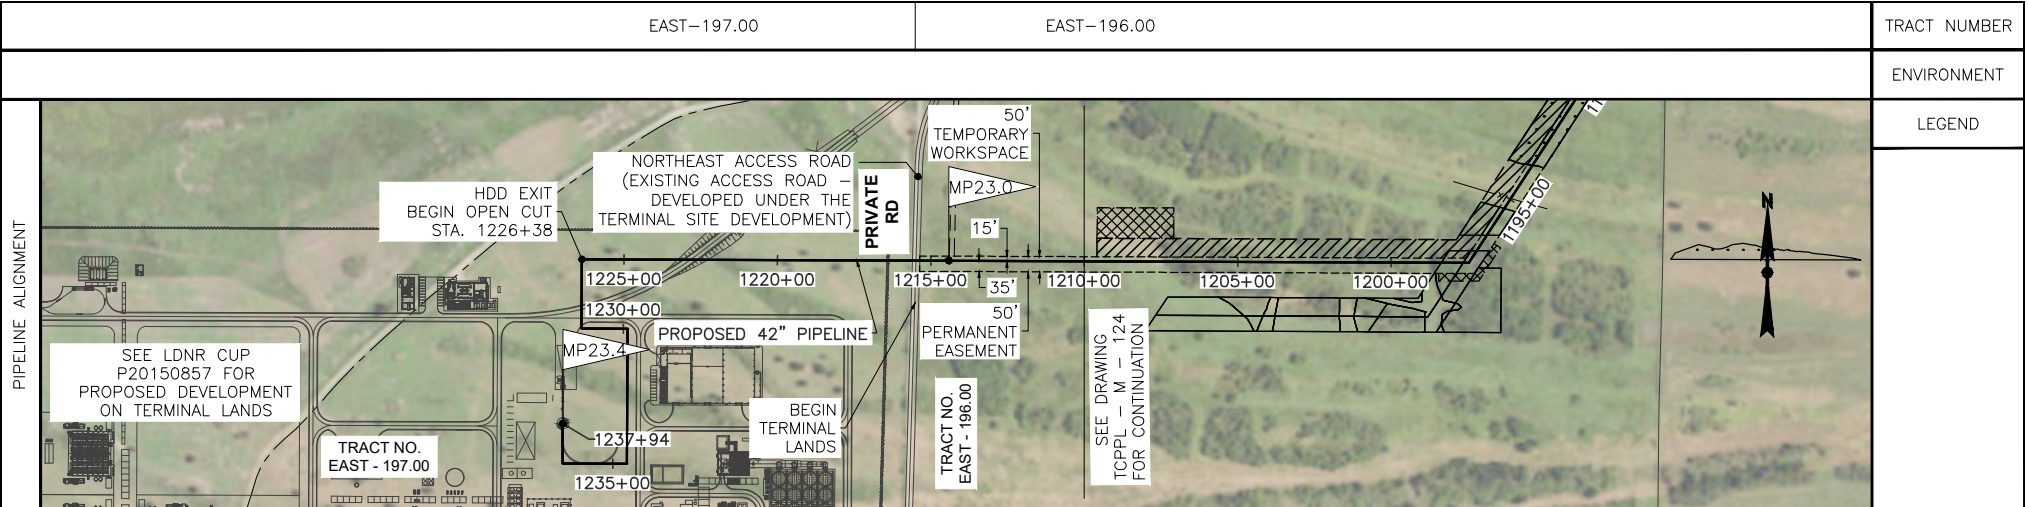 EAST-197.00
EAST-196.00
TRACT NUMBER
ENVIRONMENT
LEGEND
PIPELINE ALIGNMENT
HDD EXIT
BEGIN OPEN CUT
STA. 1226+38
NORTHEAST ACCESS ROAD
(EXISTING ACCESS ROAD -
DEVELOPED UNDER THE
TERMINAL SITE DEVELOPMENT)
PRIVATE
RD
50'
TEMPORARY
WORKSPACE
MP23.0
15'
1195+00
N
1225+00
1220+00
1215+00
1210+00
1205+00
1200+00
35'
1230+00
PROPOSED 42" PIPELINE
50'
PERMANENT
EASEMENT
MP23.4
SEE LDNR CUP
P20150857 FOR
PROPOSED DEVELOPMENT
ON TERMINAL LANDS
SEE DRAWING
TCPPL - M - 124
FOR CONTINUATION
TRACT NO.
EAST - 196.00
BEGIN
TERMINAL
LANDS
TRACT NO.
EAST - 197.00
1237+94
1235+00